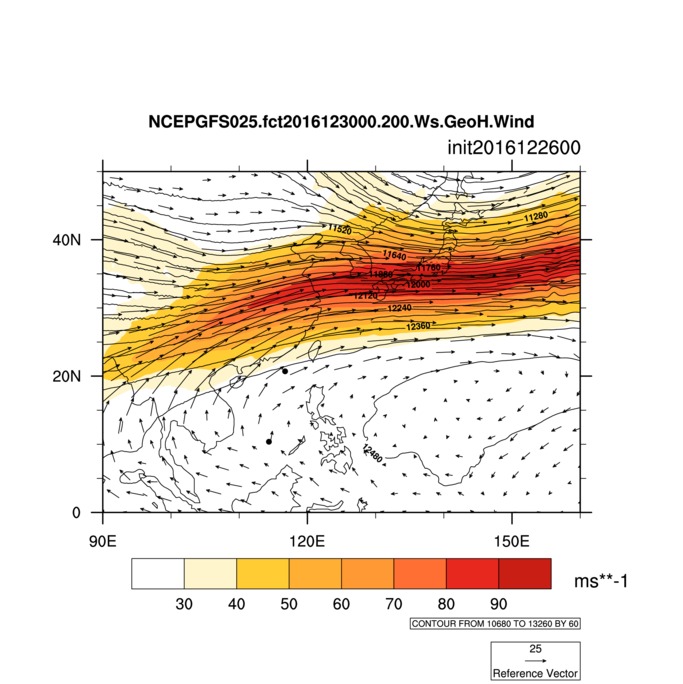 NCEPGFS025.fct2016123000.200.Ws.GeoH.Wind
init2016122600
11280
11520
40N
11640
11760
11880
12000
12120
12240
12360
20N
12480
0
90E 120E 150E
30 40 50 60 70 80 90
ms**-1
CONTOUR FROM 10680 TO 13260 BY 60
25
Reference Vector